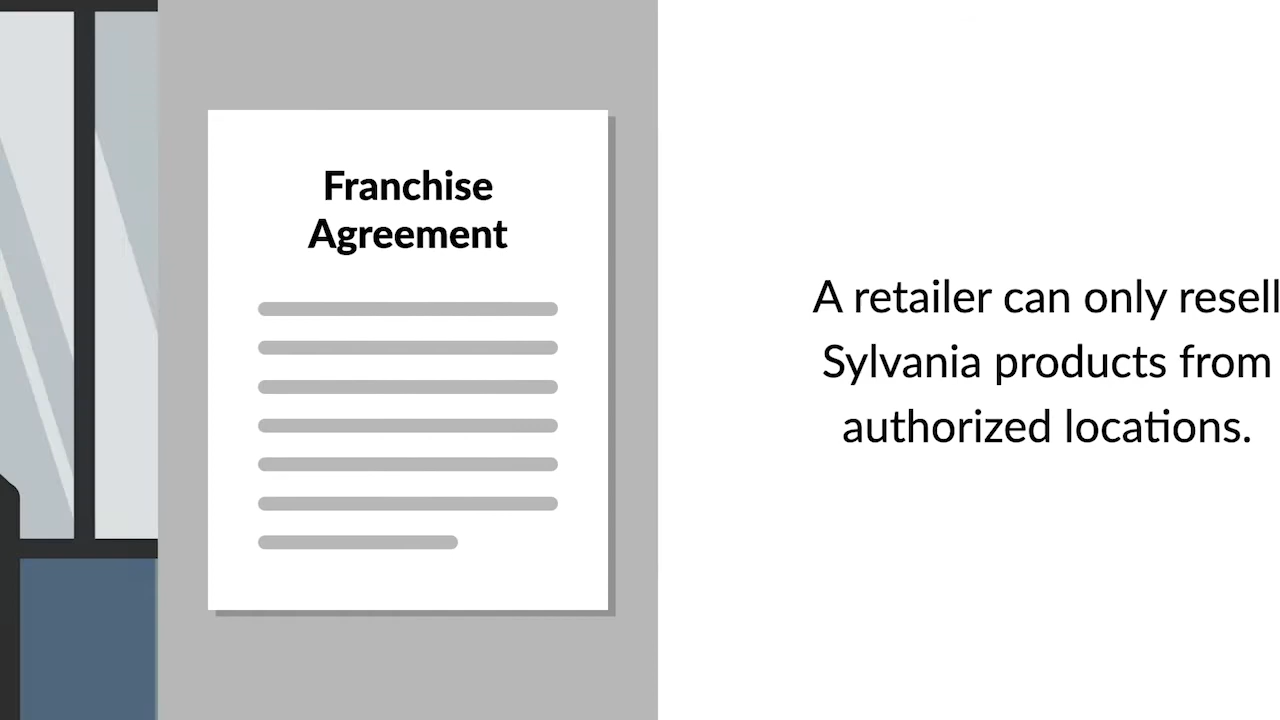 Franchise
Agreement
A retailer can only resell
Sylvania products from
authorized locations.